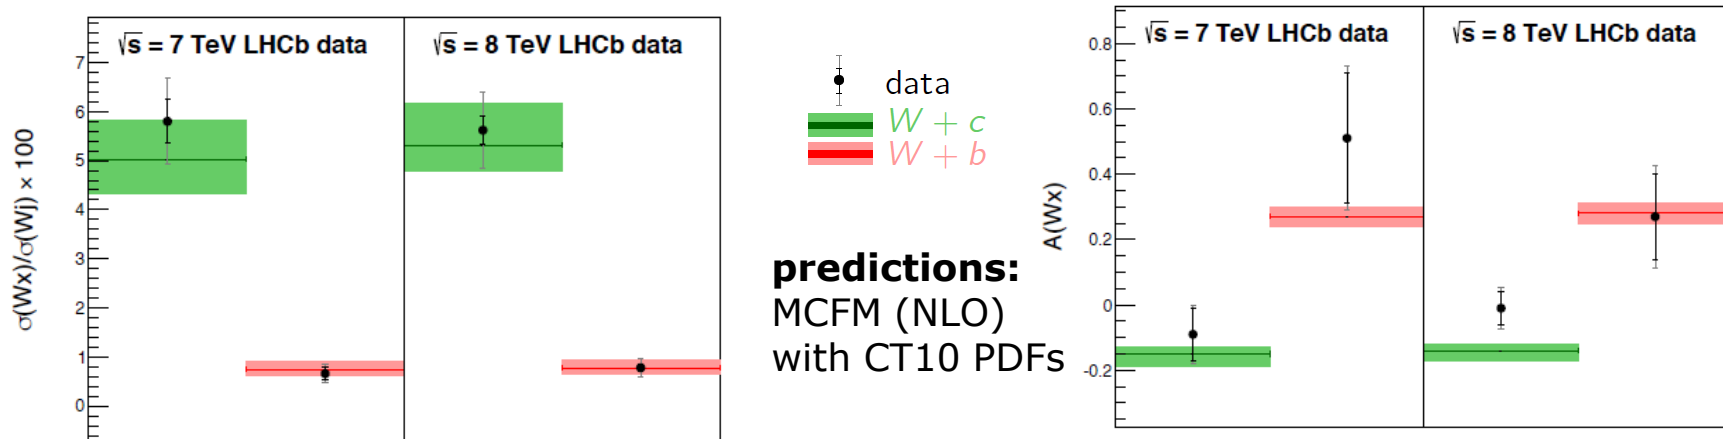 √s = 7 TeV LHCb data
√s = 8 TeV LHCb data
σ(Wx)/σ(Wj) × 100
7
6
5
4
3
2
1
0
data
W + c
W + b
predictions:
MCFM (NLO)
with CT10 PDFs
√s = 7 TeV LHCb data
√s = 8 TeV LHCb data
A(Wx)
0.8
0.6
0.4
0.2
0
-0.2